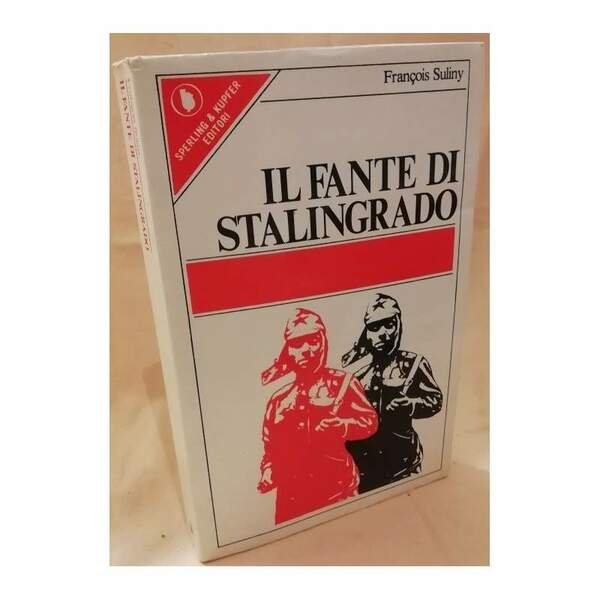 François Suliny
SPERLING & KUPFER
EDITORI
IL FANTE DI
STALINGRADO
IL FANTE DI STALINGRADO